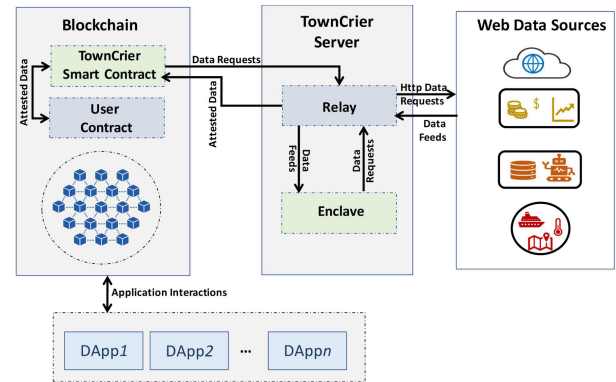 Blockchain
TownCrier
Smart Contract
User
Contract
Attested Data
Data Requests
Attested Data
TownCrier
Server
Relay
Data
Feeds
Data
Requests
Enclave
Http Data
Requests
Data
Feeds
Web Data Sources
$
Application Interactions
DApp1
DApp2
...
DAppn